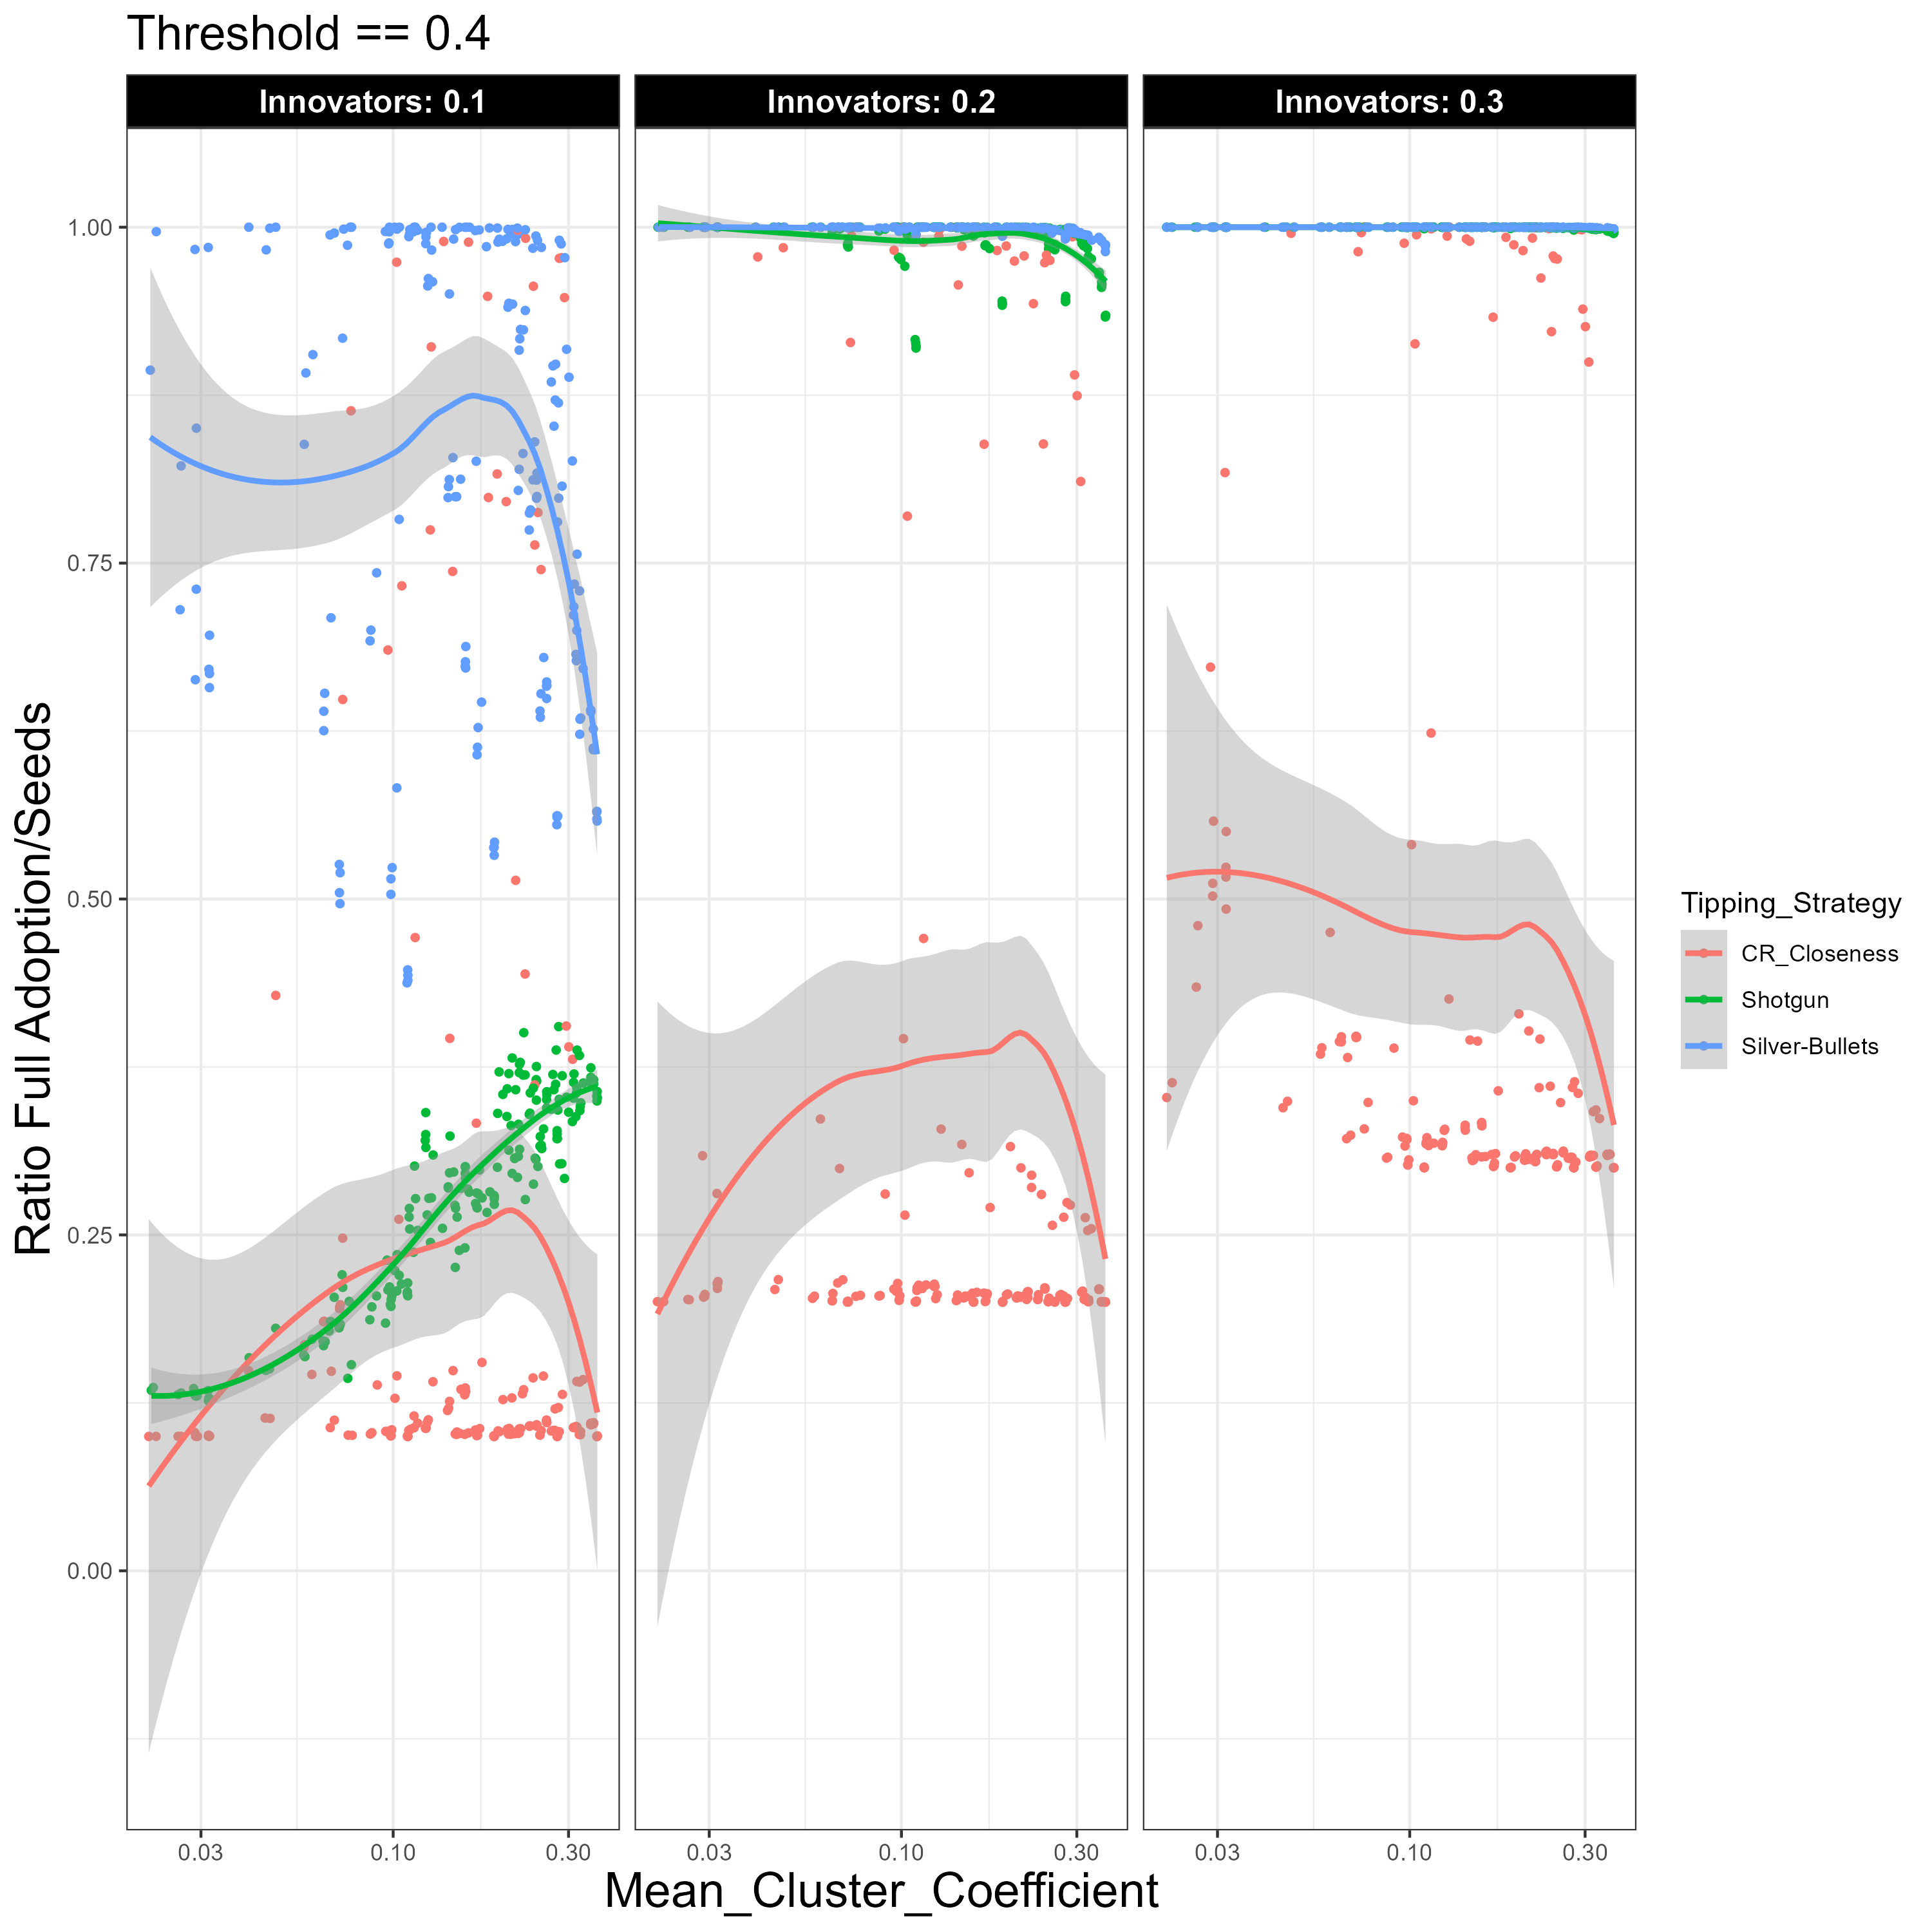 Threshold == 0.4
Innovators: 0.1
Innovators: 0.2
Innovators: 0.3
1.00
0.75
0.50
0.25
0.00
Ratio Full Adoption/Seeds
0.03
0.10
0.30
0.03
0.10
0.30
0.03
0.10
0.30
Mean_Cluster_Coefficient
Tipping_Strategy
CR_Closeness
Shotgun
Silver-Bullets